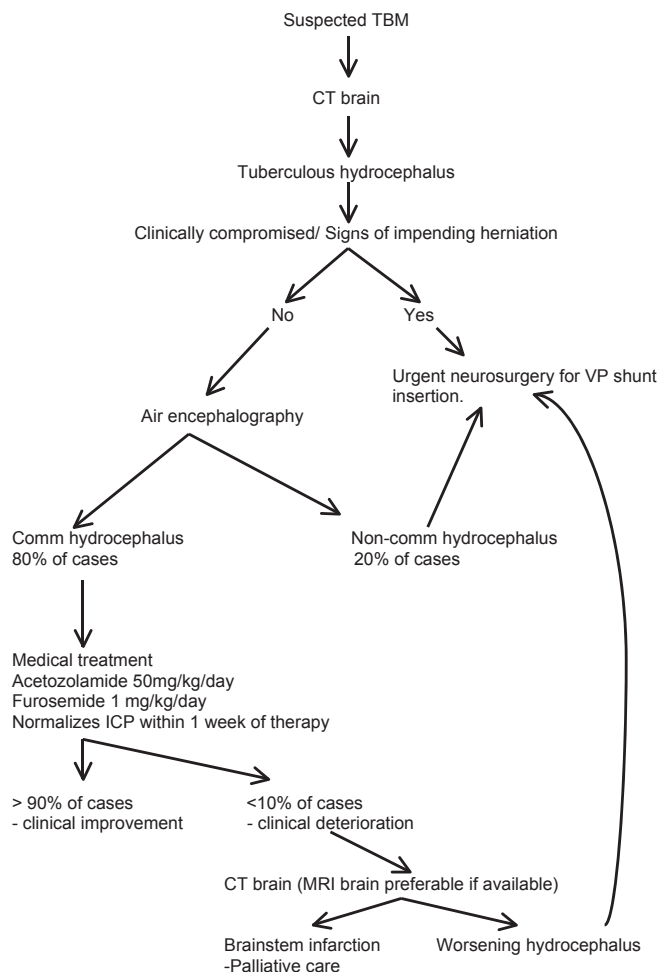 Suspected TBM
CT brain
Tuberculous hydrocephalus
Clinically compromised/ Signs of impending herniation
No
Yes
Urgent neurosurgery for VP shunt
insertion.
Air encephalography
Comm hydrocephalus
80% of cases
Non-comm hydrocephalus
20% of cases
Medical treatment
Acetozolamide 50mg/kg/day
Furosemide 1 mg/kg/day
Normalizes ICP within 1 week of therapy
> 90% of cases
- clinical improvement
<10% of cases
- clinical deterioration
CT brain (MRI brain preferable if available)
Brainstem infarction
-Palliative care
Worsening hydrocephalus